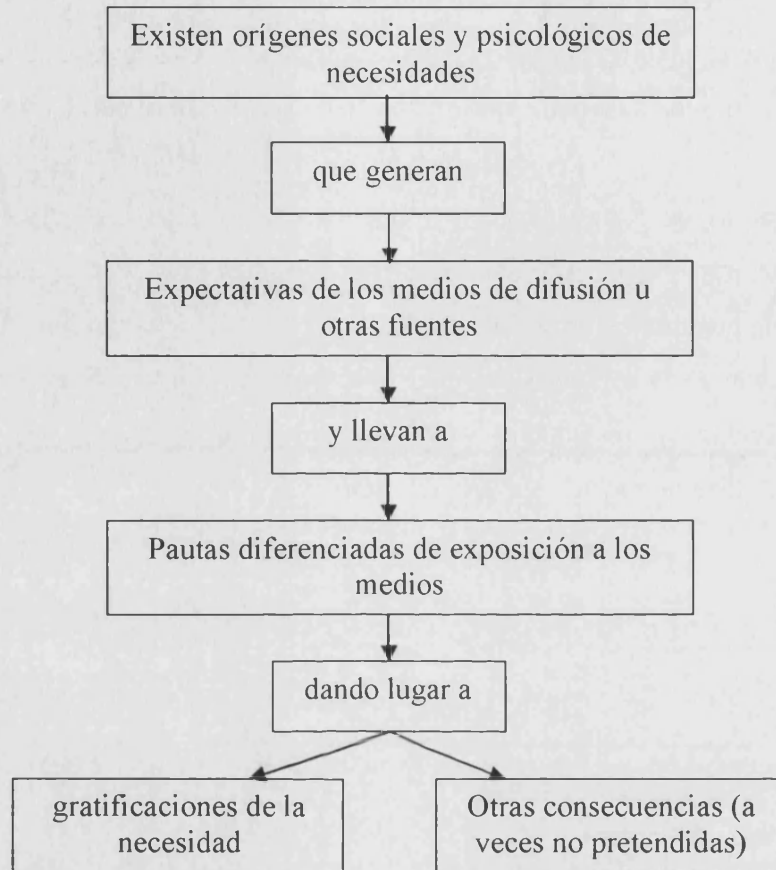 Existen orígenes sociales y psicológicos de
necesidades
que generan
Expectativas de los medios de difusión u
otras fuentes
y llevan a
Pautas diferenciadas de exposición a los
medios
dando lugar a
gratificaciones de la
necesidad
Otras consecuencias (a
veces no pretendidas)